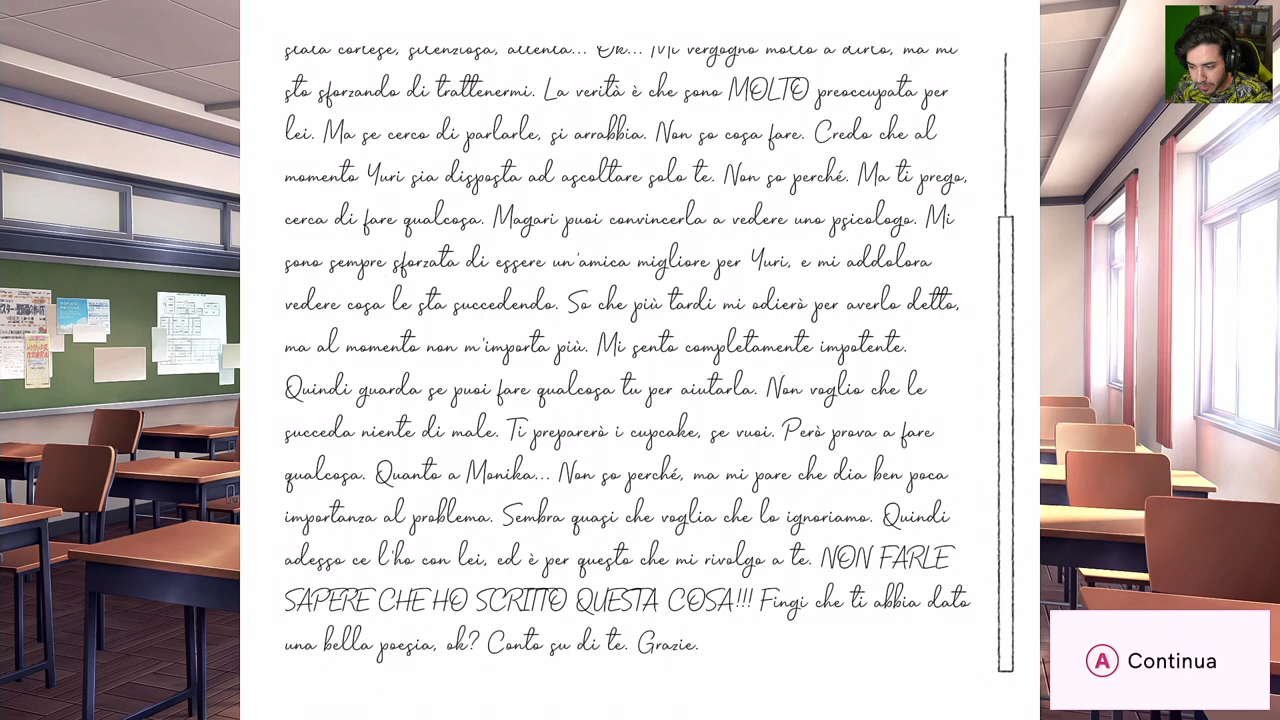 stata cortese, silenziosa, attenta... Ok... Mi vergogno molto a dirlo, ma mi
sto sforzando di trattenermi. La verità è che sono MOLTO preoccupata per
lei. Ma se cerco di parlarle, si arrabbia. Non so cosa fare. Credo che al
momento Yuri sia disposta ad ascoltare solo te. Non so perché. Ma ti prego,
cerca di fare qualcosa. Magari puoi convincerla a vedere uno psicologo. Mi
sono sempre sforzata di essere un'amica migliore per Yuri, e mi addolora
vedere cosa le sta succedendo. So che più tardi mi odierò per averlo detto,
ma al momento non m'importa più. Mi sento completamente impotente.
Quindi guarda se puoi fare qualcosa tu per aiutarla. Non voglio che le
succeda niente di male. Ti preparerò i cupcake, se vuoi. Però prova a fare
qualcosa. Quanto a Monika... Non so perché, ma mi pare che dia ben poca
importanza al problema. Sembra quasi che voglia che lo ignoriamo. Quindi
adesso ce l'ho con lei, ed è per questo che mi rivolgo a te. NON FARLE
SAPERE CHE HO SCRITTO QUESTA COSA!!! Fingi che ti abbia dato
una bella poesia, ok? Conto su di te. Grazie.
A Continua